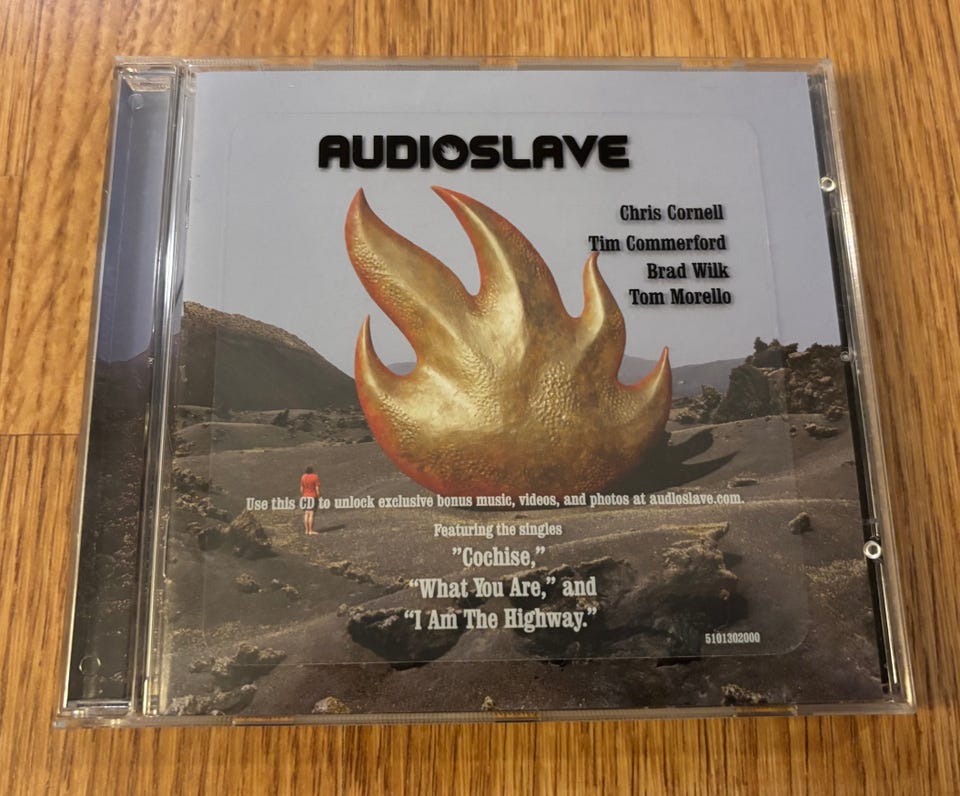 AUDIOSLAVE
Chris Cornell
Tim Commerford
Brad Wilk
Tom Morello
Use this CD to unlock exclusive bonus music, videos, and photos at audioslave.com.
Featuring the singles
”Cochise,”
“What You Are,” and
“I Am The Highway.”
5101302000